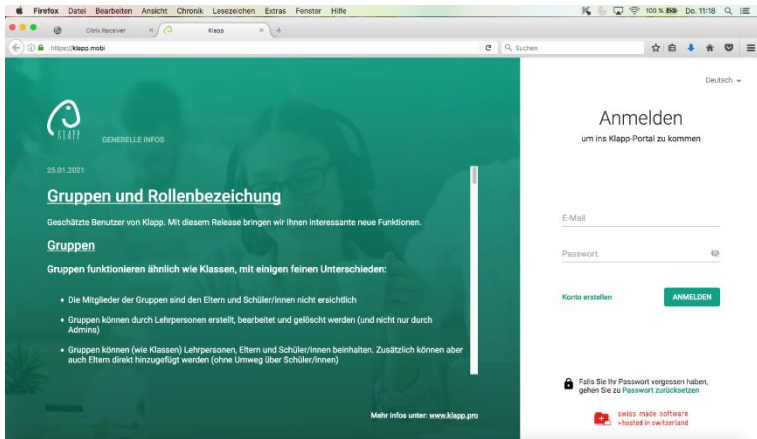 Firefox Datei Bearbeiten Ansicht Chronik Lesezeichen Extras Fenster Hilfe
100 % Do. 11:18
Citrix Receiver
Klapp
https://klapp.mobi
Suchen
Deutsch
KLAPP
GENERELLE INFOS
25.01.2021
Gruppen und Rollenbezeichung
Geschätzte Benutzer von Klapp. Mit diesem Release bringen wir Ihnen interessante neue Funktionen.
Gruppen
Gruppen funktionieren ähnlich wie Klassen, mit einigen feinen Unterschieden:
• Die Mitglieder der Gruppen sind den Eltern und Schüler/innen nicht ersichtlich
• Gruppen können durch Lehrpersonen erstellt, bearbeitet und gelöscht werden (und nicht nur durch
Admins)
• Gruppen können (wie Klassen) Lehrpersonen, Eltern und Schüler/innen beinhalten. Zusätzlich können aber
auch Eltern direkt hinzugefügt werden (ohne Umweg über Schüler/innen)
Mehr Infos unter: www.klapp.pro
Anmelden
um ins Klapp-Portal zu kommen
E-Mail
Passwort
Konto erstellen
ANMELDEN
Falls Sie Ihr Passwort vergessen haben,
gehen Sie zu Passwort zurücksetzen
swiss made software
+hosted in switzerland